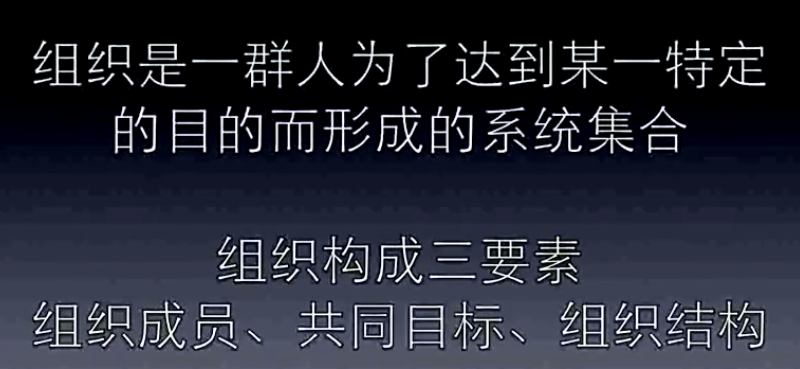 组织是一群人为了达到某一特定
的目的而形成的系统集合
组织构成三要素
组织成员、共同目标、组织结构